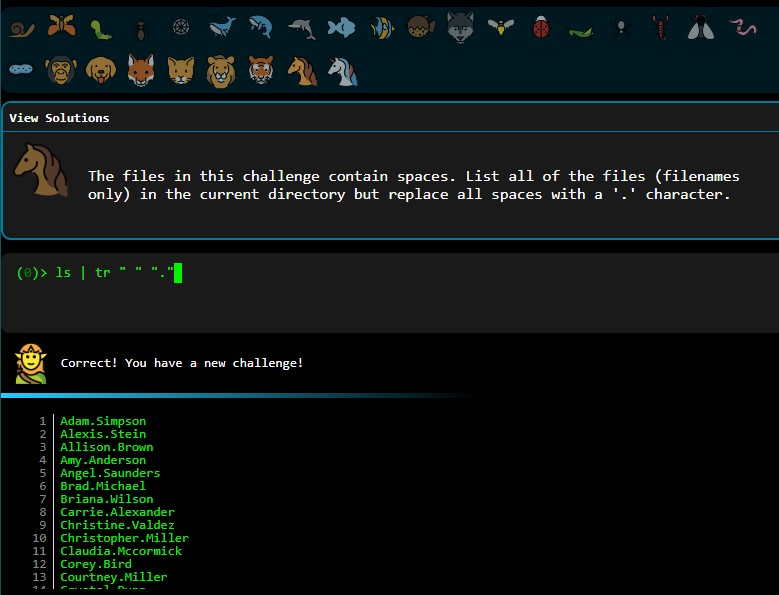 View Solutions
The files in this challenge contain spaces. List all of the files (filenames
only) in the current directory but replace all spaces with a '.' character.
(0)> ls | tr " " "."
Correct! You have a new challenge!
1 Adam.Simpson
2 Alexis.Stein
3 Allison.Brown
4 Amy.Anderson
5 Angel.Saunders
6 Brad.Michael
7 Briana.Wilson
8 Carrie.Alexander
9 Christine.Valdez
10 Christopher.Miller
11 Claudia.Mccormick
12 Corey.Bird
13 Courtney.Miller